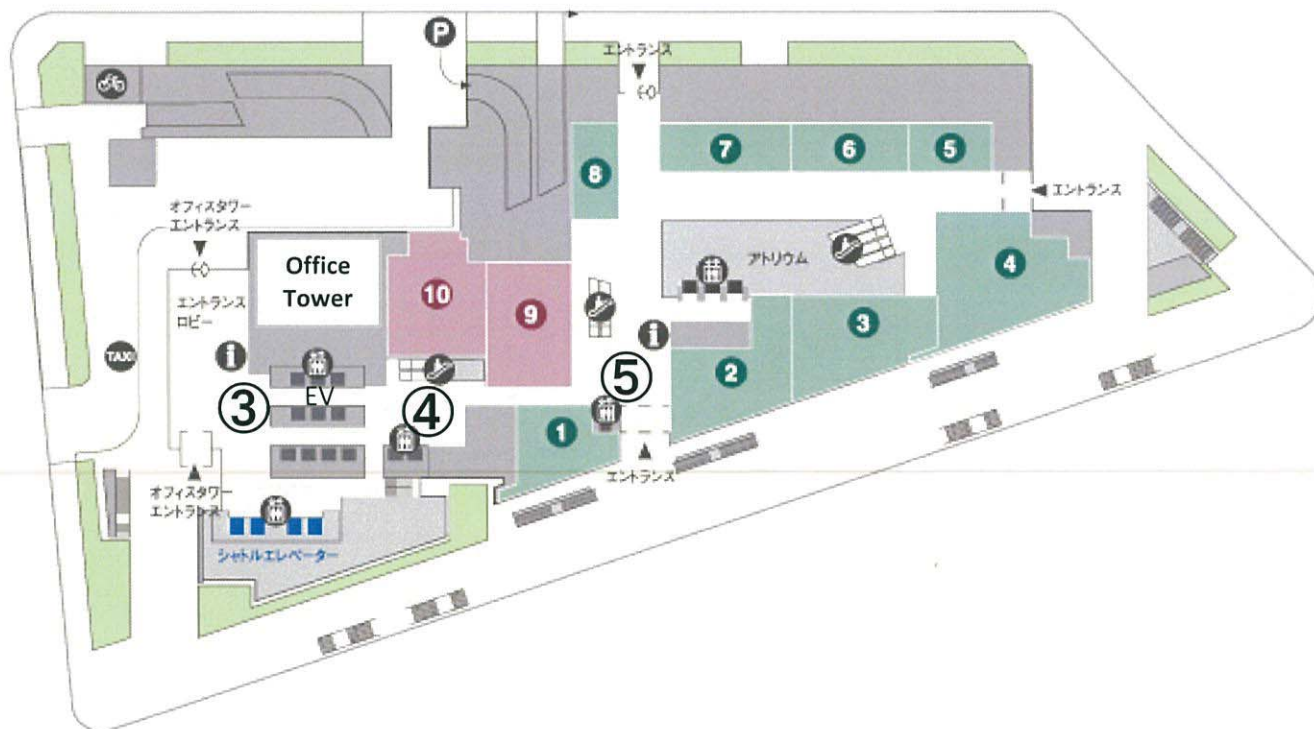 P
エントランス
7
6
5
8
エントランス
オフィスタワー
エントランス
Office
Tower
10
9
アトリウム
4
エントランス
ロビー
3
i
i
TAXI
2
EV
③
④
⑤
1
エントランス
オフィスタワー
エントランス
シャトルエレベーター